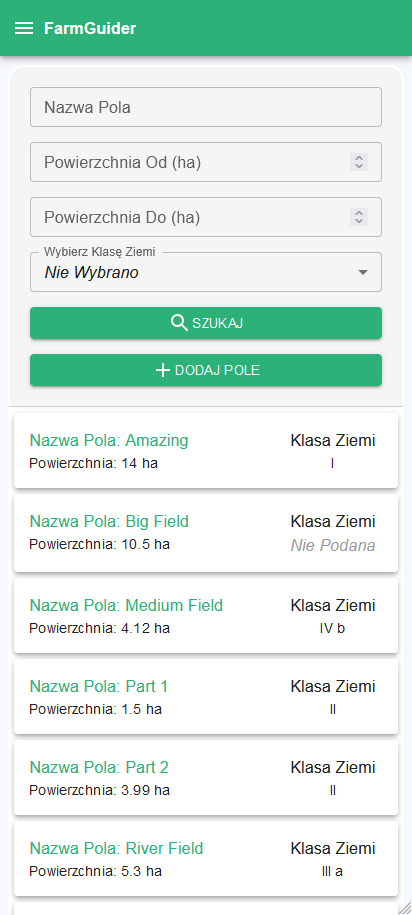 FarmGuider
Nazwa Pola
Powierzchnia Od (ha)
Powierzchnia Do (ha)
Wybierz Klasę Ziemi
Nie Wybrano
SZUKAJ
DODAJ POLE
Nazwa Pola: Amazing Klasa Ziemi
Powierzchnia: 14 ha I
Nazwa Pola: Big Field Klasa Ziemi
Powierzchnia: 10.5 ha Nie Podana
Nazwa Pola: Medium Field Klasa Ziemi
Powierzchnia: 4.12 ha IV b
Nazwa Pola: Part 1 Klasa Ziemi
Powierzchnia: 1.5 ha II
Nazwa Pola: Part 2 Klasa Ziemi
Powierzchnia: 3.99 ha II
Nazwa Pola: River Field Klasa Ziemi
Powierzchnia: 5.3 ha III a